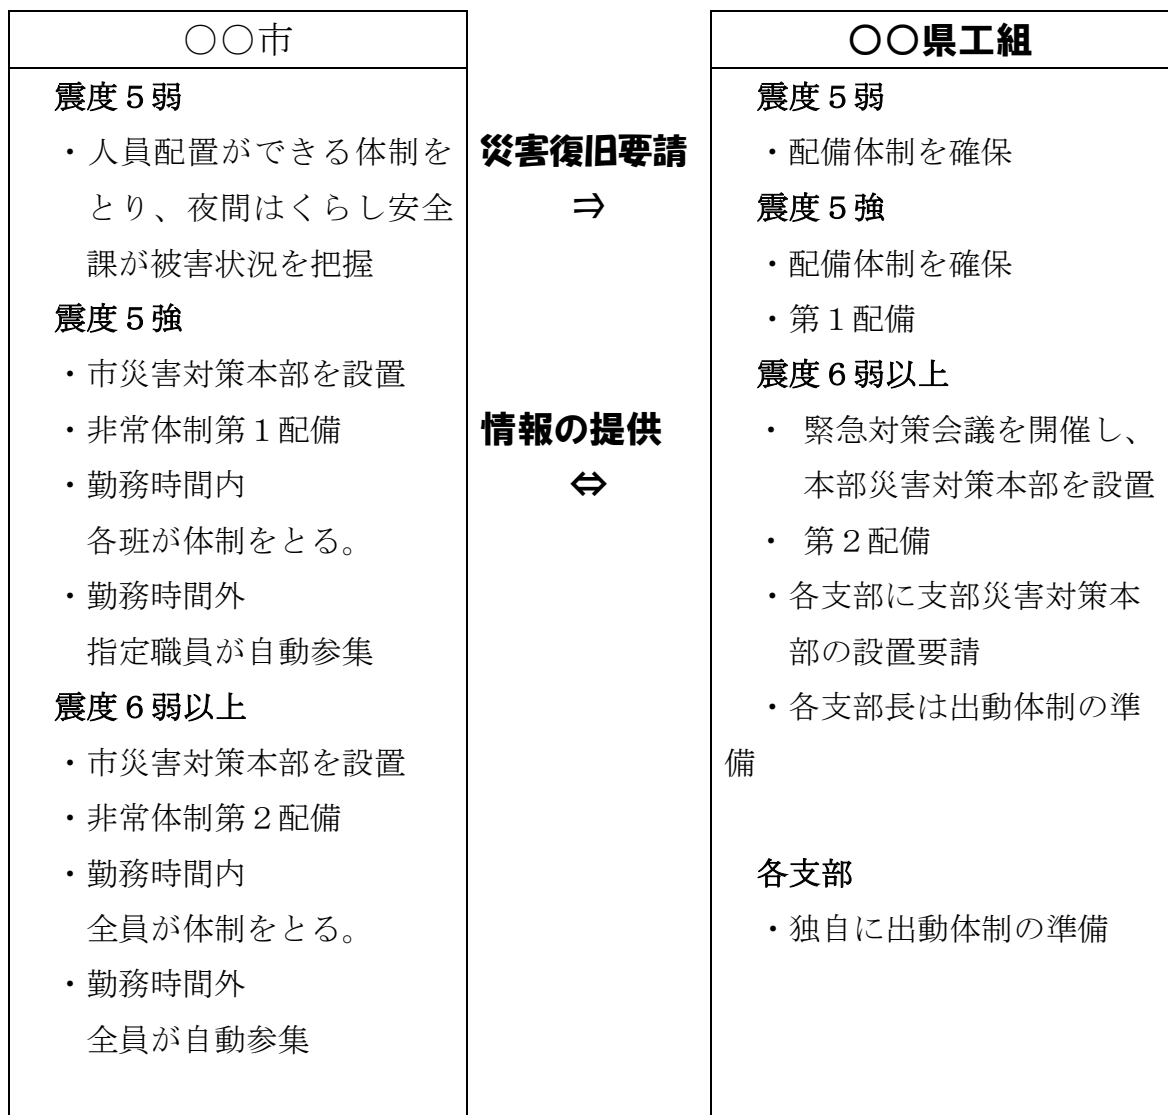 〇〇市
震度５弱
・人員配置ができる体制を
とり、夜間はくらし安全
課が被害状況を把握
震度５強
・市災害対策本部を設置
・非常体制第１配備
・勤務時間内
各班が体制をとる。
・勤務時間外
指定職員が自動参集
震度６弱以上
・市災害対策本部を設置
・非常体制第２配備
・勤務時間内
全員が体制をとる。
・勤務時間外
全員が自動参集
災害復旧要請
⇒
情報の提供
⇔
〇〇県工組
震度５弱
・配備体制を確保
震度５強
・配備体制を確保
・第１配備
震度６弱以上
・ 緊急対策会議を開催し、
本部災害対策本部を設置
・ 第２配備
・各支部に支部災害対策本
部の設置要請
・各支部長は出動体制の準
備
各支部
・独自に出動体制の準備